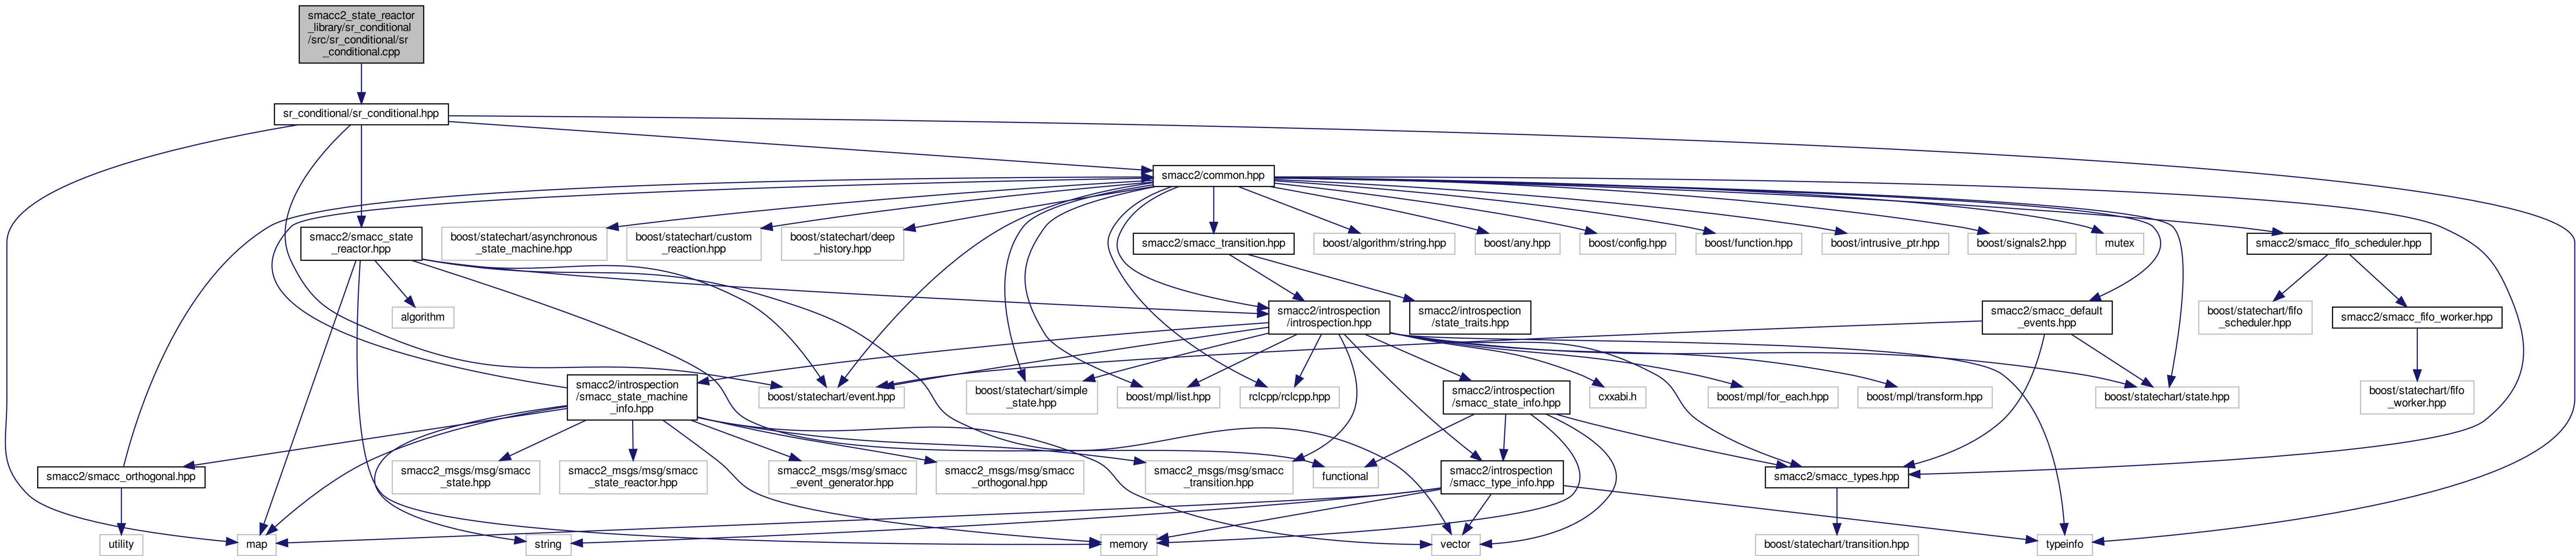 smacc2_state_reactor
_library/sr_conditional
/src/sr_conditional/sr
_conditional.cpp
sr_conditional/sr_conditional.hpp
smacc2/common.hpp
smacc2/smacc_state
_reactor.hpp
boost/statechart/asynchronous
_state_machine.hpp
boost/statechart/custom
_reaction.hpp
boost/statechart/deep
_history.hpp
smacc2/smacc_transition.hpp
boost/algorithm/string.hpp
boost/any.hpp
boost/config.hpp
boost/function.hpp
boost/intrusive_ptr.hpp
boost/signals2.hpp
mutex
smacc2/smacc_fifo_scheduler.hpp
algorithm
smacc2/introspection
/introspection.hpp
smacc2/introspection
/state_traits.hpp
smacc2/smacc_default
_events.hpp
boost/statechart/fifo
_scheduler.hpp
smacc2/smacc_fifo_worker.hpp
smacc2/introspection
/smacc_state_machine
_info.hpp
boost/statechart/event.hpp
boost/statechart/simple
_state.hpp
boost/mpl/list.hpp
rclcpp/rclcpp.hpp
smacc2/introspection
/smacc_state_info.hpp
cxxabi.h
boost/mpl/for_each.hpp
boost/mpl/transform.hpp
boost/statechart/state.hpp
boost/statechart/fifo
_worker.hpp
smacc2/smacc_orthogonal.hpp
smacc2_msgs/msg/smacc
_state.hpp
smacc2_msgs/msg/smacc
_state_reactor.hpp
smacc2_msgs/msg/smacc
_event_generator.hpp
smacc2_msgs/msg/smacc
_orthogonal.hpp
smacc2_msgs/msg/smacc
_transition.hpp
functional
smacc2/introspection
/smacc_type_info.hpp
smacc2/smacc_types.hpp
utility
map
string
memory
vector
boost/statechart/transition.hpp
typeinfo